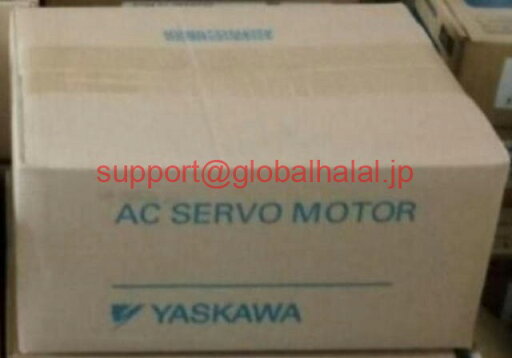 support@globalhalal.jp
AC SERVO MOTOR
YASKAWA